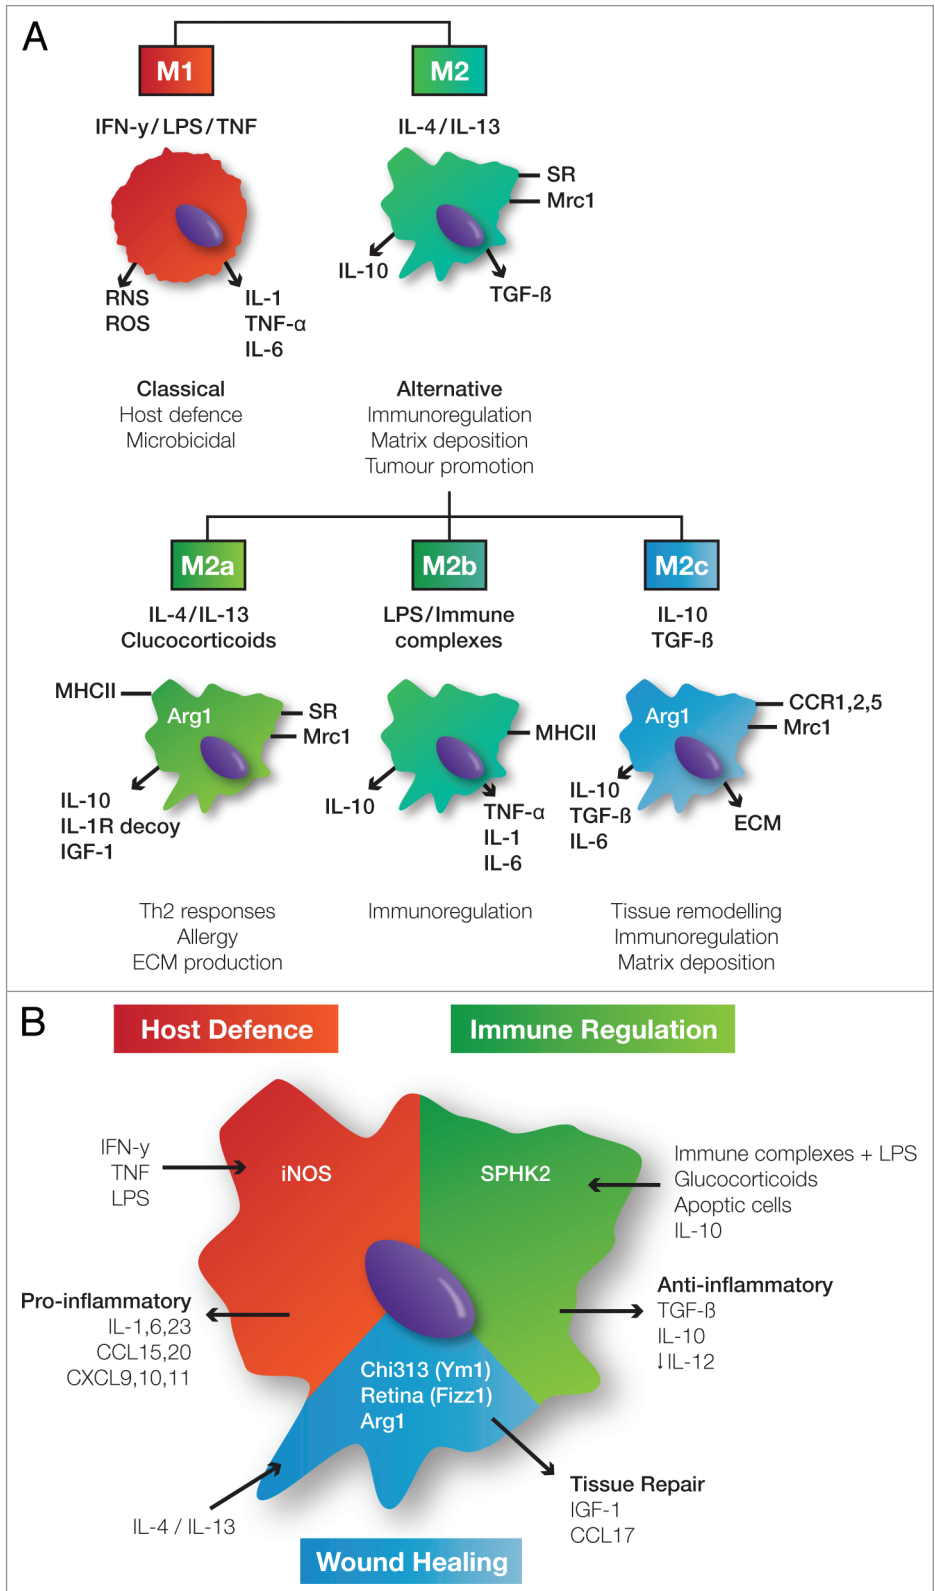 A
M1
M2
IFN-y/LPS/TNF
IL-4/IL-13
SR
Mrc1
IL-10
TGF-ß
RNS
ROS
IL-1
TNF-α
IL-6
Classical
Host defence
Microbicidal
Alternative
Immunoregulation
Matrix deposition
Tumour promotion
M2a
M2b
M2c
IL-4/IL-13
Clucocorticoids
LPS/Immune
complexes
IL-10
TGF-ß
MHCII
Arg1
SR
Mrc1
IL-10
IL-1R decoy
IGF-1
MHCII
IL-10
TNF-α
IL-1
IL-6
Arg1
CCR1,2,5
Mrc1
IL-10
TGF-ß
IL-6
ECM
Th2 responses
Allergy
ECM production
Immunoregulation
Tissue remodelling
Immunoregulation
Matrix deposition
B
Host Defence
Immune Regulation
IFN-y
TNF
LPS
iNOS
SPHK2
Immune complexes + LPS
Glucocorticoids
Apoptic cells
IL-10
Pro-inflammatory
IL-1,6,23
CCL15,20
CXCL9,10,11
Anti-inflammatory
TGF-ß
IL-10
↓IL-12
Chi313 (Ym1)
Retina (Fizz1)
Arg1
IL-4 / IL-13
Tissue Repair
IGF-1
CCL17
Wound Healing